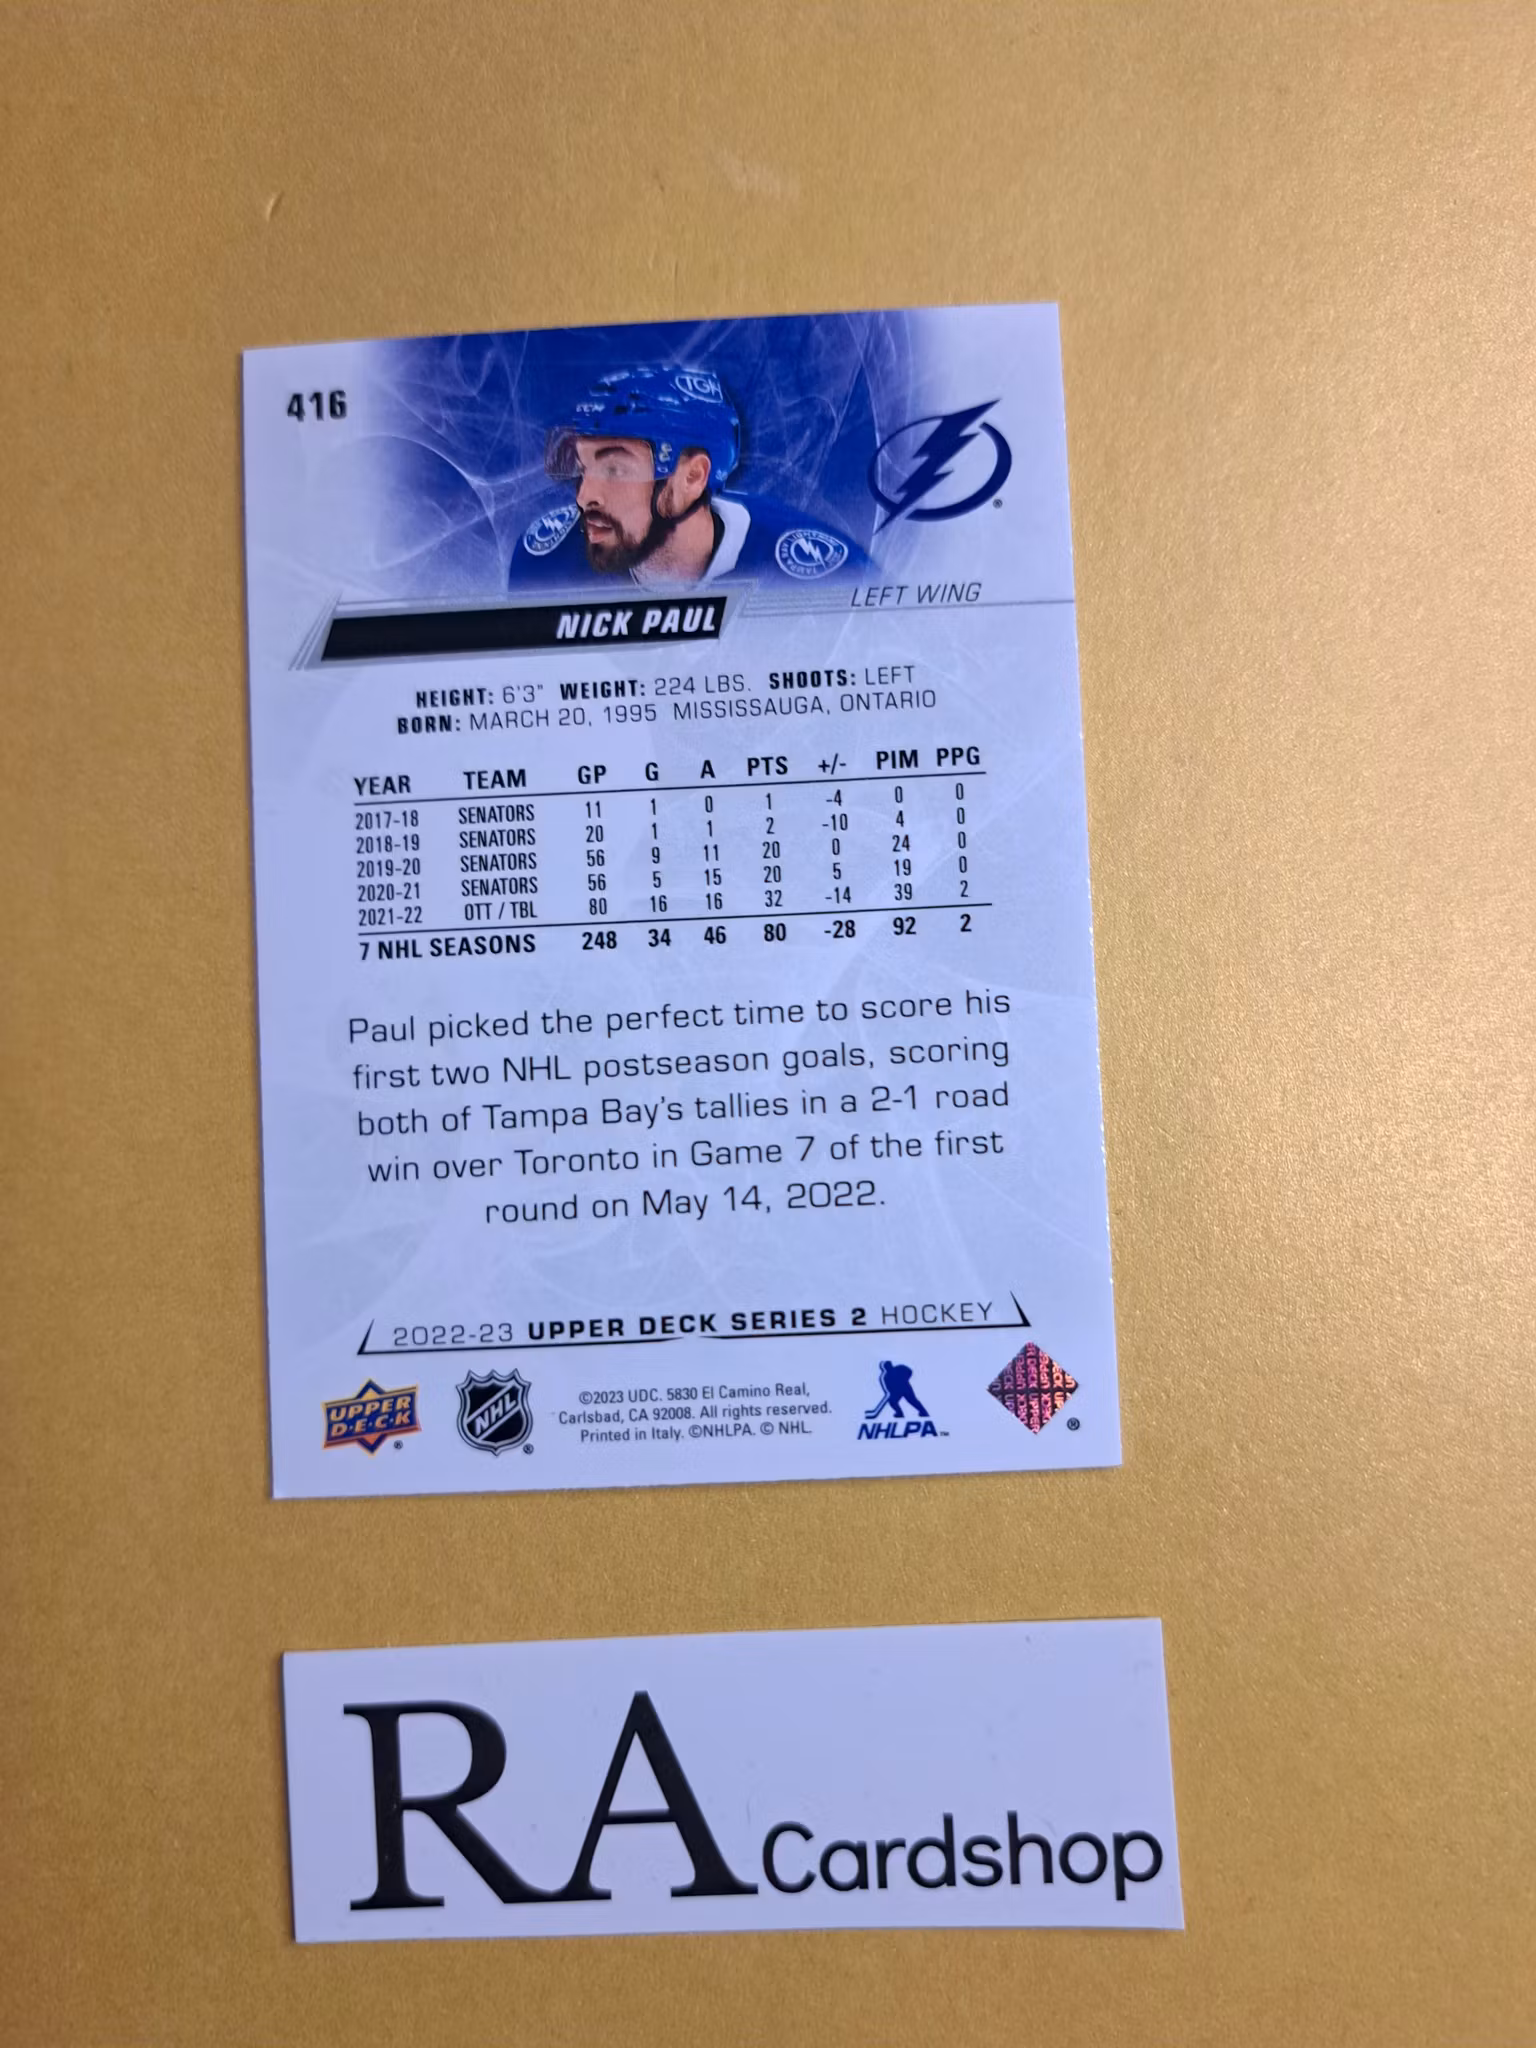 416
TGH
CCM
NICK PAUL
LEFT WING
HEIGHT: 6'3" WEIGHT: 224 LBS. SHOOTS: LEFT
BORN: MARCH 20, 1995 MISSISSAUGA, ONTARIO
YEAR TEAM GP G A PTS +/- PIM PPG
2017-18 SENATORS 11 1 0 1 -4 0 0
2018-19 SENATORS 20 1 1 2 -10 4 0
2019-20 SENATORS 56 9 11 20 0 24 0
2020-21 SENATORS 56 5 15 20 5 19 0
2021-22 OTT / TBL 80 16 16 32 -14 39 2
7 NHL SEASONS 248 34 46 80 -28 92 2
Paul picked the perfect time to score his
first two NHL postseason goals, scoring
both of Tampa Bay's tallies in a 2-1 road
win over Toronto in Game 7 of the first
round on May 14, 2022.
2022-23 UPPER DECK SERIES 2 HOCKEY
UPPER
D·E·C·K
®
NHL
®
©2023 UDC. 5830 El Camino Real,
Carlsbad, CA 92008. All rights reserved.
Printed in Italy. ©NHLPA. © NHL.
NHLPA™
®
RA Cardshop